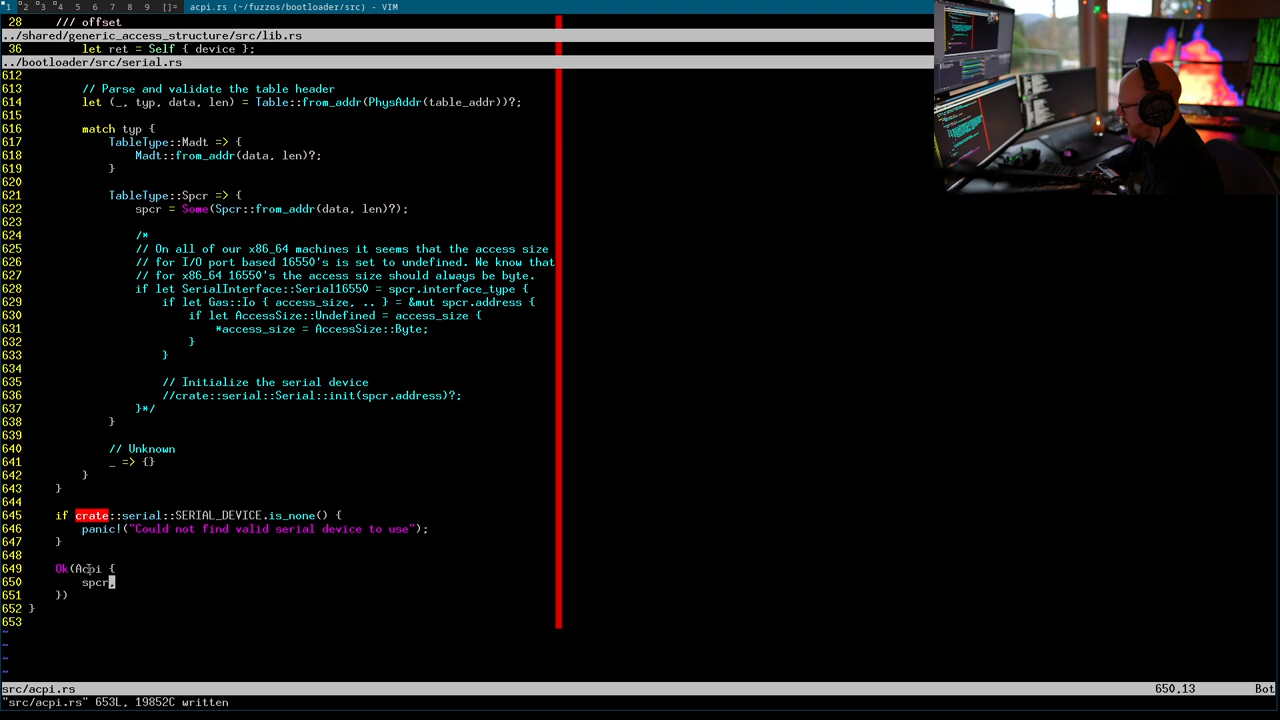 1 2 3 4 5 6 7 8 9 []= acpi.rs (~/fuzzos/bootloader/src) - VIM
28         /// offset
../shared/generic_access_structure/src/lib.rs
36         let ret = Self { device };
../bootloader/src/serial.rs
612
613         // Parse and validate the table header
614         let (_, typ, data, len) = Table::from_addr(PhysAddr(table_addr))?;
615
616         match typ {
617             TableType::Madt => {
618                 Madt::from_addr(data, len)?;
619             }
620
621             TableType::Spcr => {
622                 spcr = Some(Spcr::from_addr(data, len)?);
623
624                 /*
625                 // On all of our x86_64 machines it seems that the access size
626                 // for I/O port based 16550's is set to undefined. We know that
627                 // for x86_64 16550's the access size should always be byte.
628                 if let SerialInterface::Serial16550 = spcr.interface_type {
629                     if let Gas::Io { access_size, .. } = &mut spcr.address {
630                         if let AccessSize::Undefined = access_size {
631                             *access_size = AccessSize::Byte;
632                         }
633                     }
634
635                     // Initialize the serial device
636                     //crate::serial::Serial::init(spcr.address)?;
637                 }*/
638             }
639
640             // Unknown
641             _ => {}
642         }
643     }
644
645     if crate::serial::SERIAL_DEVICE.is_none() {
646         panic!("Could not find valid serial device to use");
647     }
648
649     Ok(Acpi {
650         spcr,
651     })
652 }
653
~
~
~
~
src/acpi.rs 650,13 Bot
"src/acpi.rs" 653L, 19852C written